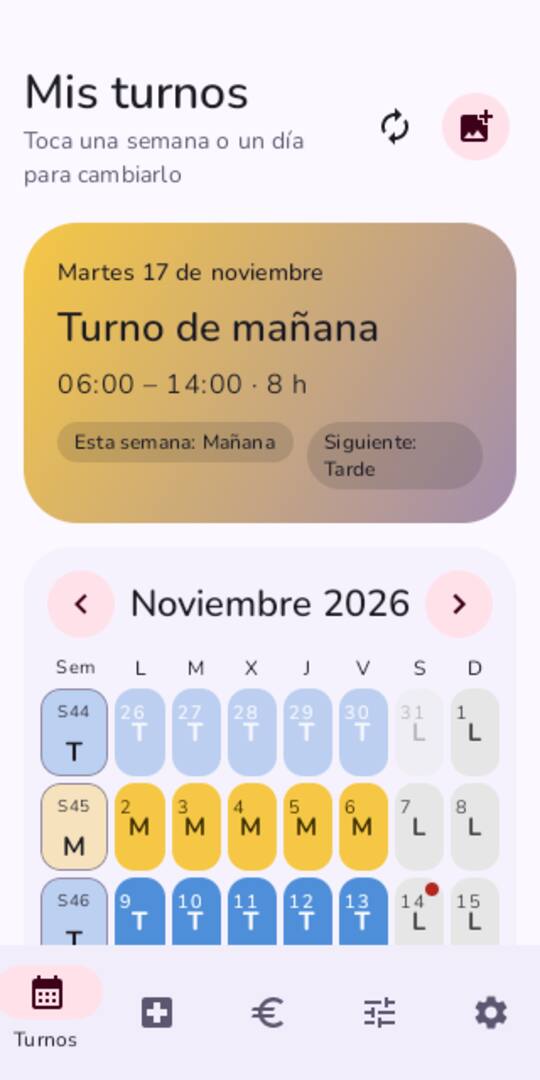 Mis turnos
Toca una semana o un día
para cambiarlo
Martes 17 de noviembre
Turno de mañana
06:00 – 14:00 · 8 h
Esta semana: Mañana
Siguiente:
Tarde
Noviembre 2026
Sem L M X J V S D
S44 26 27 28 29 30 31 1
T T T T T T L L
S45 2 3 4 5 6 7 8
M M M M M M L L
S46 9 10 11 12 13 14 15
T T T T T T L L
Turnos